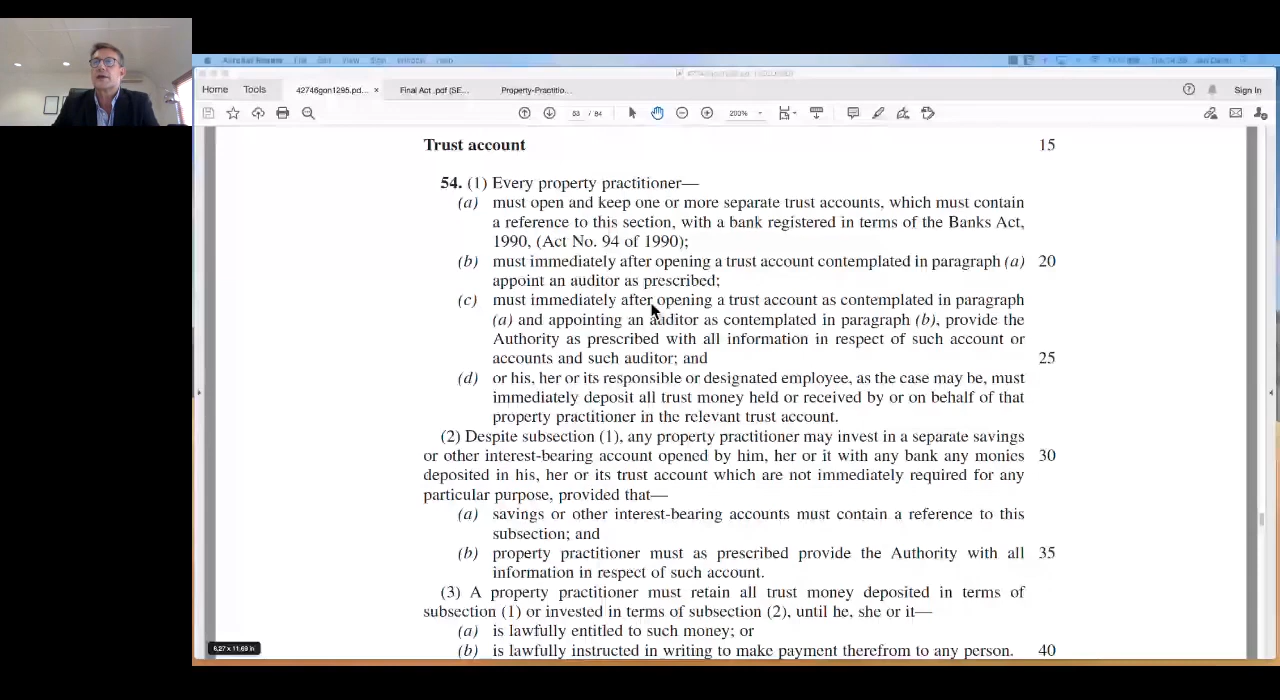 Home Tools 42746gon1295.pd... × Final Act .pdf (SE... Property-Practitio... Sign In
53 / 84 200%
Trust account 15
54. (1) Every property practitioner—
(a) must open and keep one or more separate trust accounts, which must contain
a reference to this section, with a bank registered in terms of the Banks Act,
1990, (Act No. 94 of 1990);
(b) must immediately after opening a trust account contemplated in paragraph (a) 20
appoint an auditor as prescribed;
(c) must immediately after opening a trust account as contemplated in paragraph
(a) and appointing an auditor as contemplated in paragraph (b), provide the
Authority as prescribed with all information in respect of such account or
accounts and such auditor; and 25
(d) or his, her or its responsible or designated employee, as the case may be, must
immediately deposit all trust money held or received by or on behalf of that
property practitioner in the relevant trust account.
(2) Despite subsection (1), any property practitioner may invest in a separate savings
or other interest-bearing account opened by him, her or it with any bank any monies 30
deposited in his, her or its trust account which are not immediately required for any
particular purpose, provided that—
(a) savings or other interest-bearing accounts must contain a reference to this
subsection; and
(b) property practitioner must as prescribed provide the Authority with all 35
information in respect of such account.
(3) A property practitioner must retain all trust money deposited in terms of
subsection (1) or invested in terms of subsection (2), until he, she or it—
(a) is lawfully entitled to such money; or
(b) is lawfully instructed in writing to make payment therefrom to any person. 40
8,27 x 11,69 in